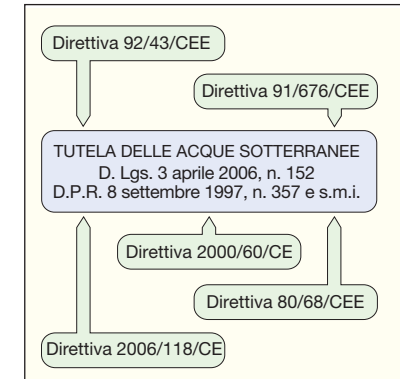 Direttiva 92/43/CEE
Direttiva 91/676/CEE
TUTELA DELLE ACQUE SOTTERRANEE
D. Lgs. 3 aprile 2006, n. 152
D.P.R. 8 settembre 1997, n. 357 e s.m.i.
Direttiva 2000/60/CE
Direttiva 80/68/CEE
Direttiva 2006/118/CE